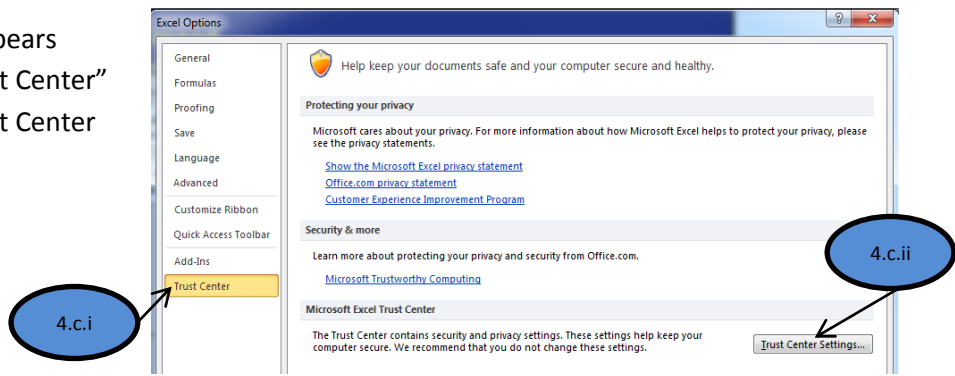 pears
t Center"
t Center
Excel Options
General
Formulas
Proofing
Save
Language
Advanced
Customize Ribbon
Quick Access Toolbar
Add-Ins
Trust Center
Help keep your documents safe and your computer secure and healthy.
Protecting your privacy
Microsoft cares about your privacy. For more information about how Microsoft Excel helps to protect your privacy, please
see the privacy statements.
Show the Microsoft Excel privacy statement
Office.com privacy statement
Customer Experience Improvement Program
Security & more
Learn more about protecting your privacy and security from Office.com.
Microsoft Trustworthy Computing
Microsoft Excel Trust Center
The Trust Center contains security and privacy settings. These settings help keep your
computer secure. We recommend that you do not change these settings.
Trust Center Settings...
4.c.i
4.c.ii